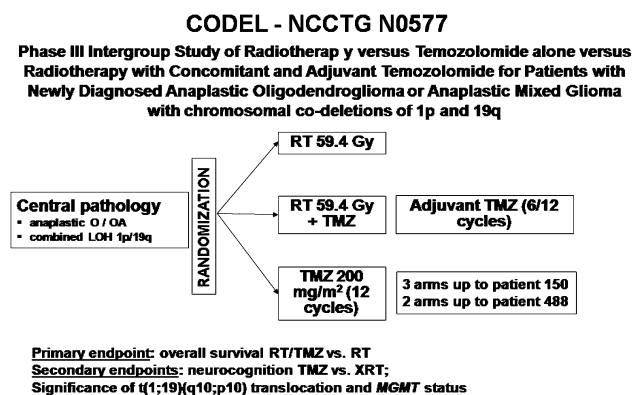 CODEL - NCCTG N0577
Phase III Intergroup Study of Radiotherap y versus Temozolomide alone versus
Radiotherapy with Concomitant and Adjuvant Temozolomide for Patients with
Newly Diagnosed Anaplastic Oligodendroglioma or Anaplastic Mixed Glioma
with chromosomal co-deletions of 1p and 19q
RT 59.4 Gy
Central pathology
▪ anaplastic O / OA
▪ combined LOH 1p/19q
RANDOMIZATION
RT 59.4 Gy
+ TMZ
Adjuvant TMZ (6/12
cycles)
TMZ 200
mg/m² (12
cycles)
3 arms up to patient 150
2 arms up to patient 488
Primary endpoint: overall survival RT/TMZ vs. RT
Secondary endpoints: neurocognition TMZ vs. XRT;
Significance of t(1;19)(q10;p10) translocation and MGMT status